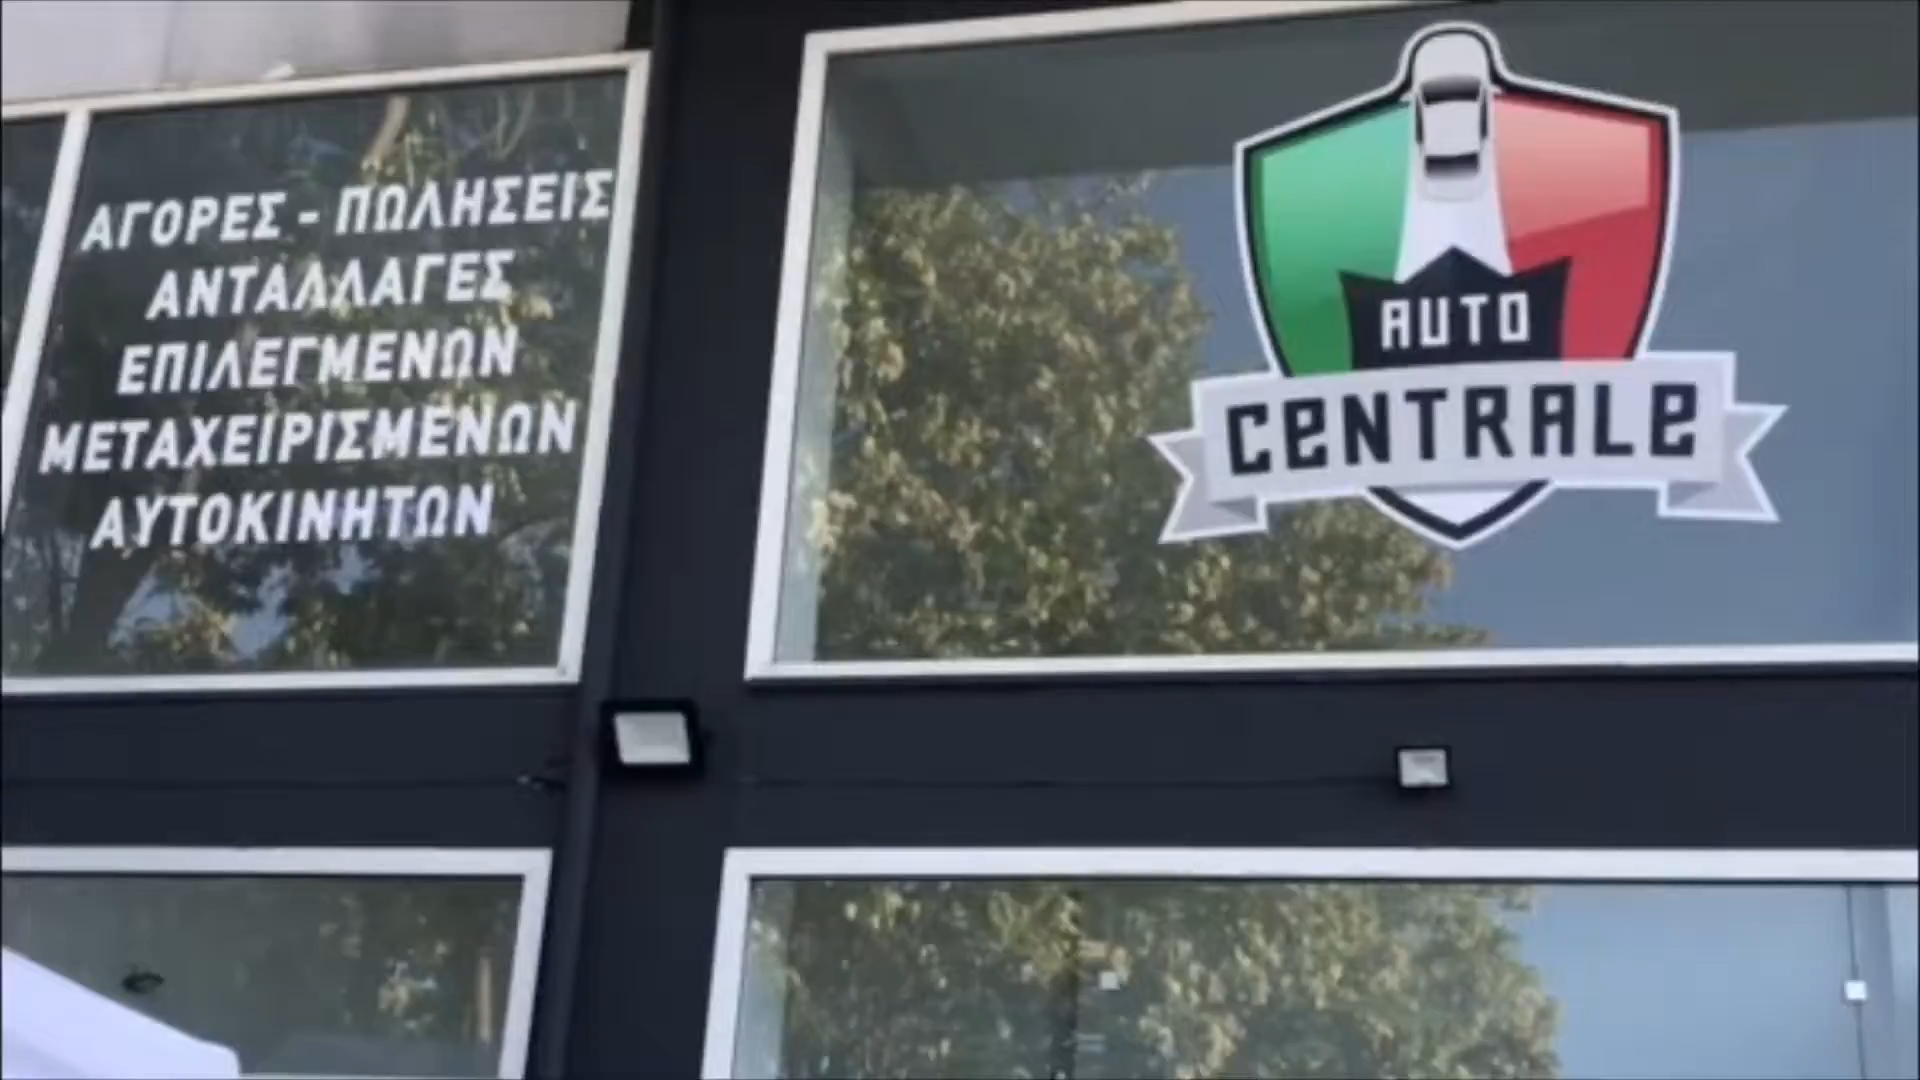 ΑΓΟΡΕΣ - ΠΩΛΗΣΕΙΣ
ΑΝΤΑΛΛΑΓΕΣ
ΕΠΙΛΕΓΜΕΝΩΝ
ΜΕΤΑΧΕΙΡΙΣΜΕΝΩΝ
ΑΥΤΟΚΙΝΗΤΩΝ
AUTO
CENTRALE